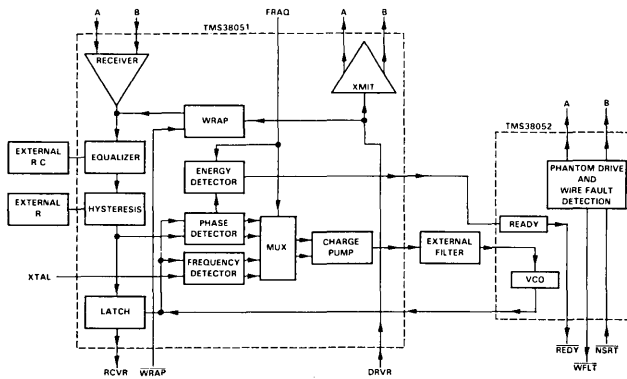 A B FRAQ A B
TMS38051
RECEIVER
XMIT
A B
TMS38052
WRAP
EXTERNAL
R C
EQUALIZER
ENERGY
DETECTOR
PHANTOM DRIVE
AND
WIRE FAULT
DETECTION
EXTERNAL
R
HYSTERESIS
PHASE
DETECTOR
MUX
CHARGE
PUMP
EXTERNAL
FILTER
READY
XTAL
FREQUENCY
DETECTOR
VCO
LATCH
REDY NSRT
WFLT
RCVR WRAP DRVR